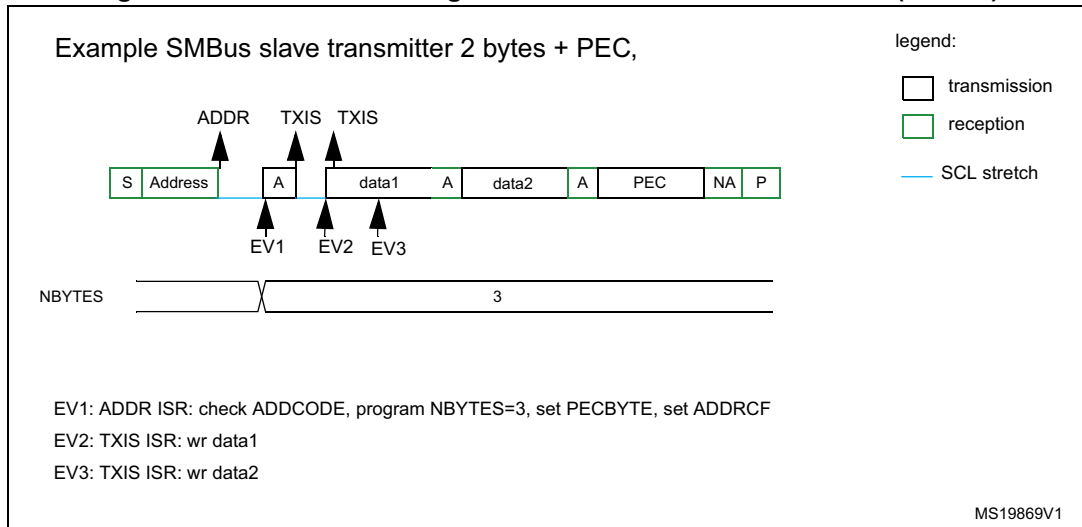 Example SMBus slave transmitter 2 bytes + PEC,
legend:
transmission
reception
SCL stretch
ADDR TXIS TXIS
S Address A data1 A data2 A PEC NA P
EV1 EV2 EV3
NBYTES 3
EV1: ADDR ISR: check ADDCODE, program NBYTES=3, set PECBYTE, set ADDRCF
EV2: TXIS ISR: wr data1
EV3: TXIS ISR: wr data2
MS19869V1